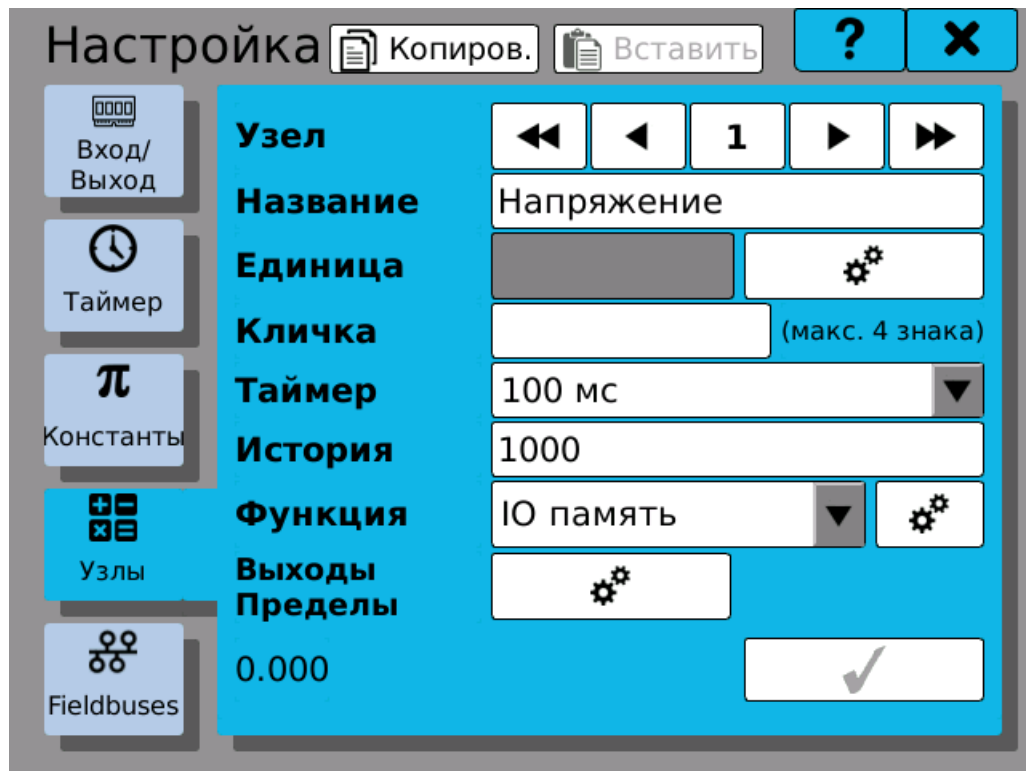 Настройка
Копиров.
Вставить
?
Вход/
Выход
Таймер
π
Константы
Узлы
Fieldbuses
Узел
1
Название
Напряжение
Единица
Кличка
(макс. 4 знака)
Таймер
100 мс
История
1000
Функция
IO память
Выходы
Пределы
0.000